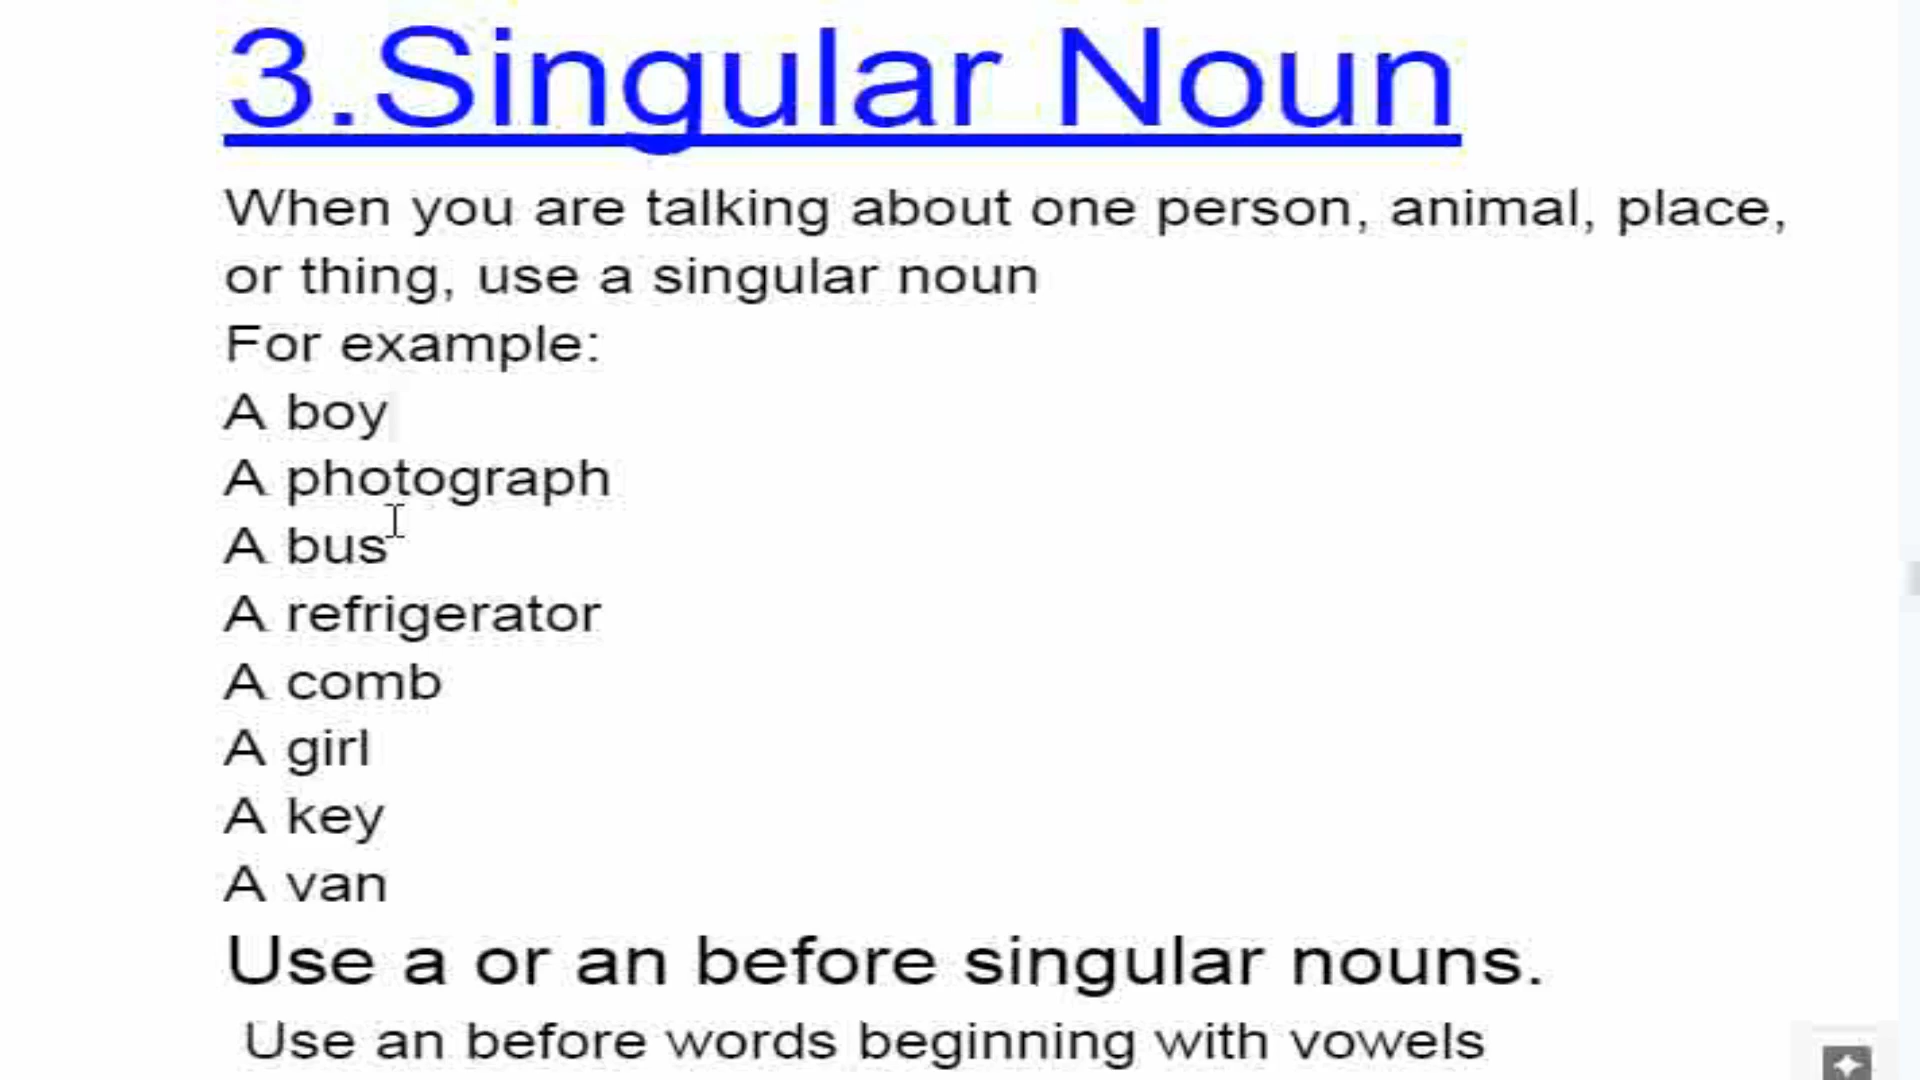 3.Singular Noun
When you are talking about one person, animal, place,
or thing, use a singular noun
For example:
A boy
A photograph
A bus
A refrigerator
A comb
A girl
A key
A van
Use a or an before singular nouns.
Use an before words beginning with vowels